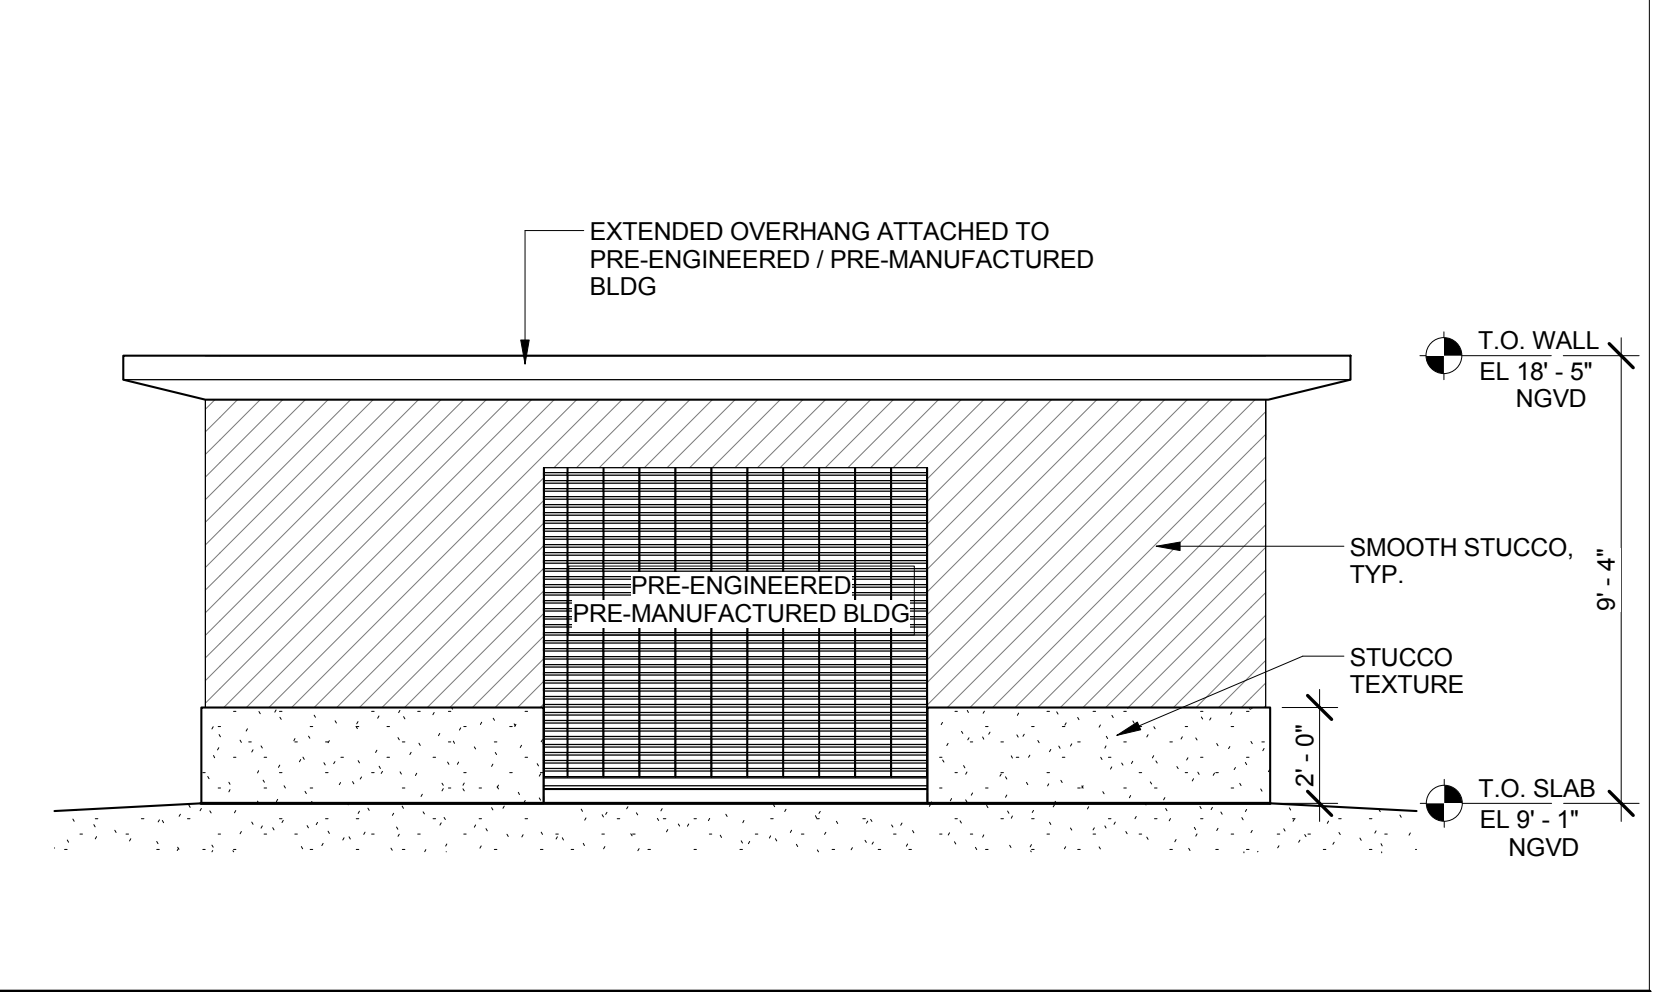 EXTENDED OVERHANG ATTACHED TO
PRE-ENGINEERED / PRE-MANUFACTURED
BLDG
T.O. WALL
EL 18' - 5"
NGVD
PRE-ENGINEERED
PRE-MANUFACTURED BLDG
SMOOTH STUCCO,
TYP.
9' - 4"
STUCCO
TEXTURE
2' - 0"
T.O. SLAB
EL 9' - 1"
NGVD